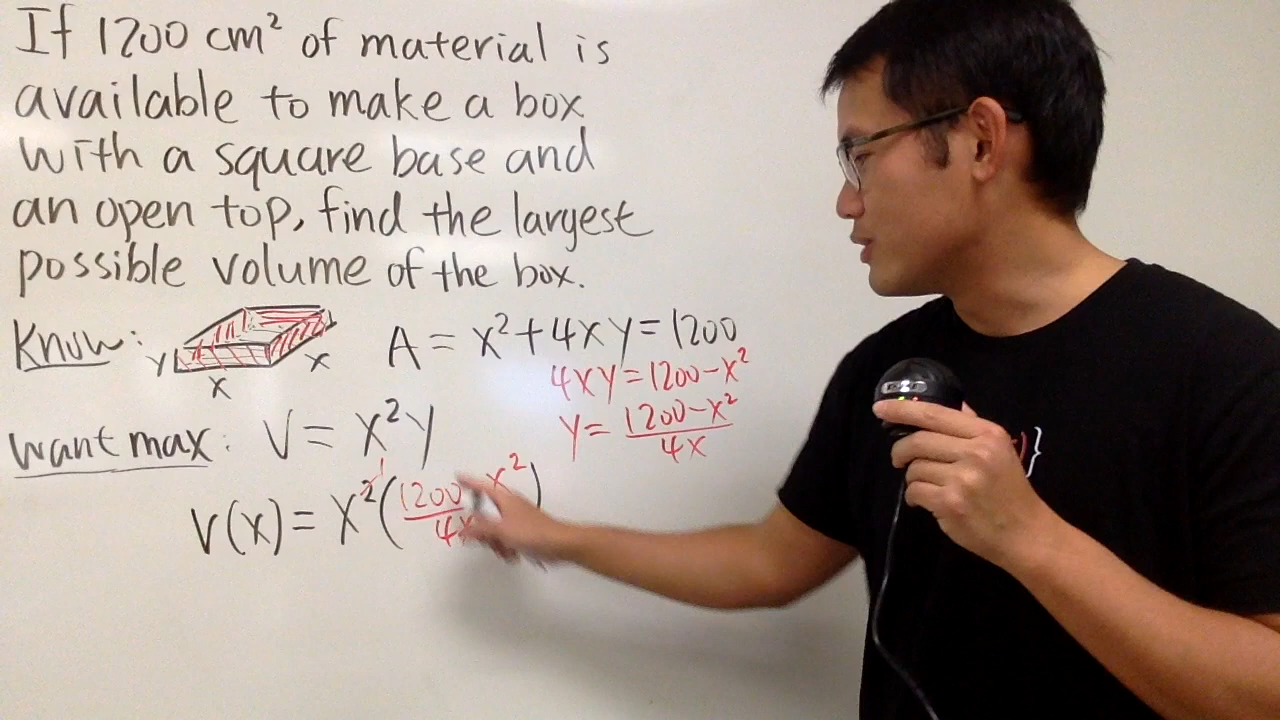 If 1200 cm² of material is
available to make a box
with a square base and
an open top, find the largest
possible volume of the box.
Know: y x x A = x² + 4xy = 1200
4xy = 1200 - x²
y = (1200 - x²)/4x
Want max: V = x²y
V(x) = x²(1200 - x²/4x)
1
}